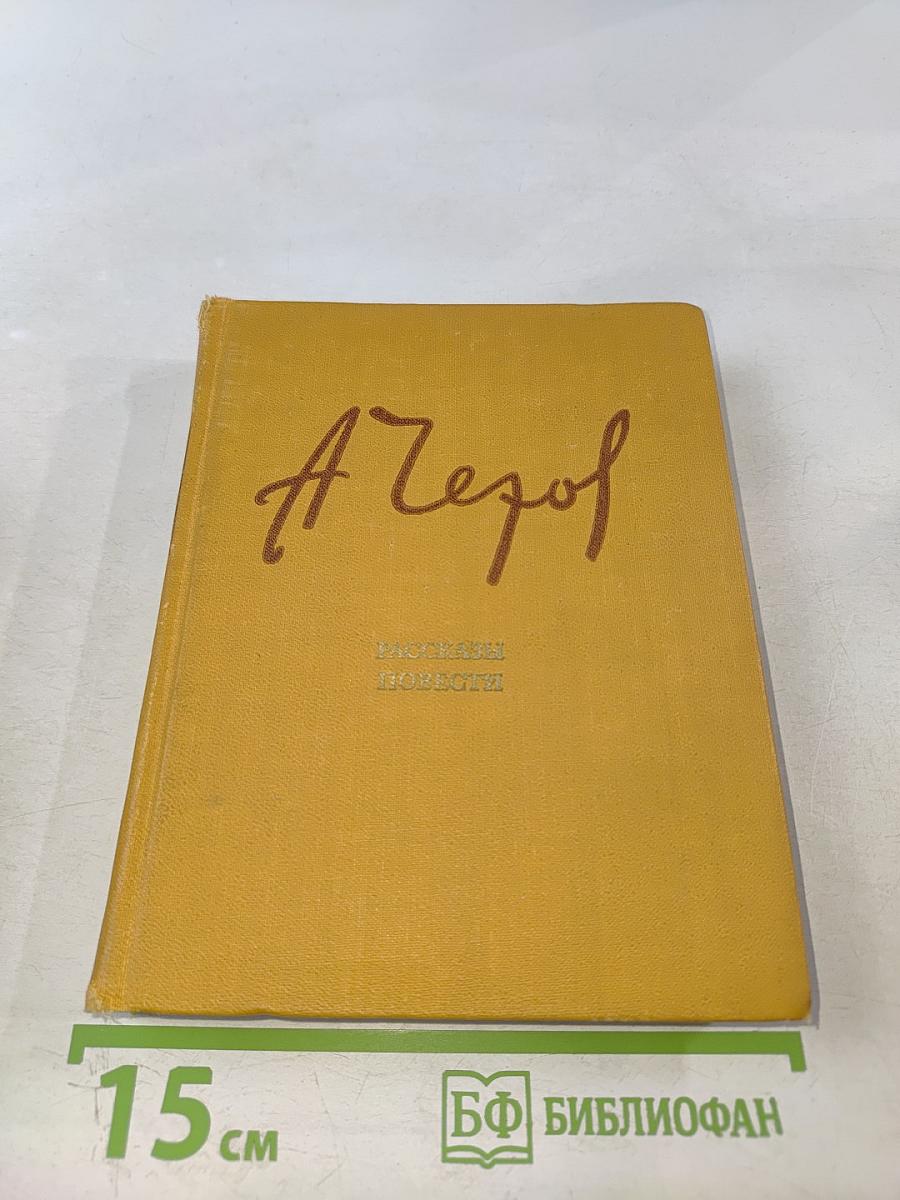 А Чехов
РАССКАЗЫ
ПОВЕСТИ
15 см
БФ БИБЛИОФАН